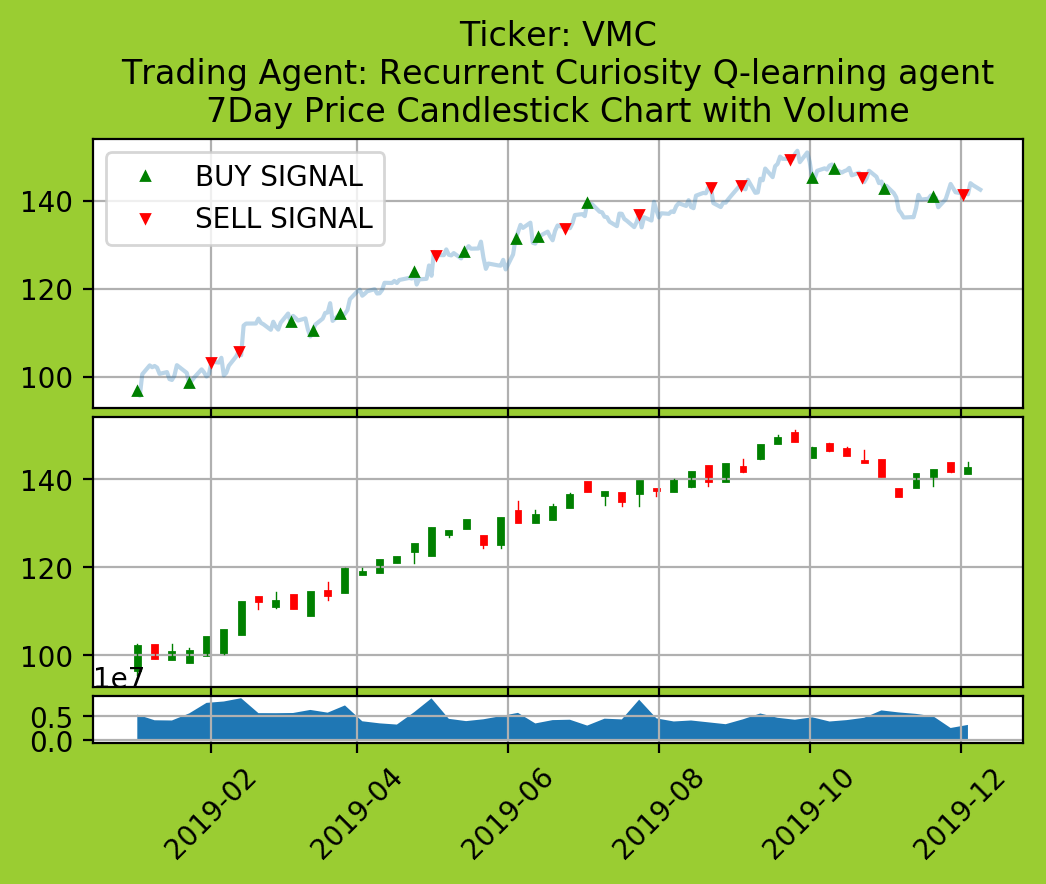 Ticker: VMC
Trading Agent: Recurrent Curiosity Q-learning agent
7Day Price Candlestick Chart with Volume
BUY SIGNAL
SELL SIGNAL
140
120
100
140
120
100
1e7
0.5
0.0
2019-02
2019-04
2019-06
2019-08
2019-10
2019-12